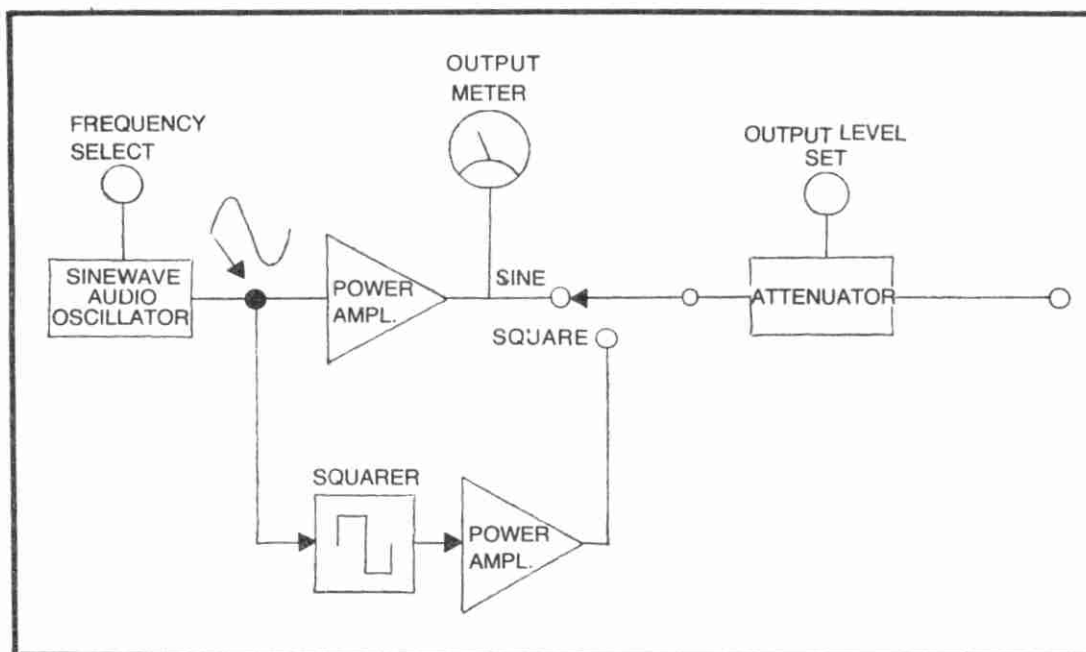 OUTPUT
METER
FREQUENCY
SELECT
OUTPUT LEVEL
SET
SINEWAVE
AUDIO
OSCILLATOR
POWER
AMPL.
SINE
SQUARE
ATTENUATOR
SQUARER
POWER
AMPL.